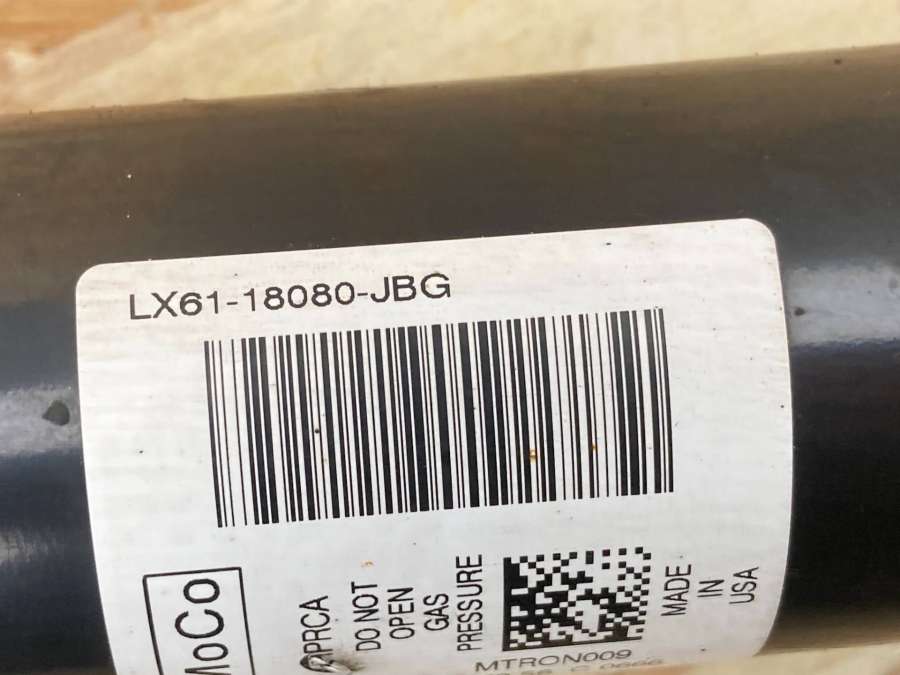 LX61-18080-JBG
MoCo
PRCA
DO NOT
OPEN
GAS
PRESSURE
MADE
IN
USA
MTRON009